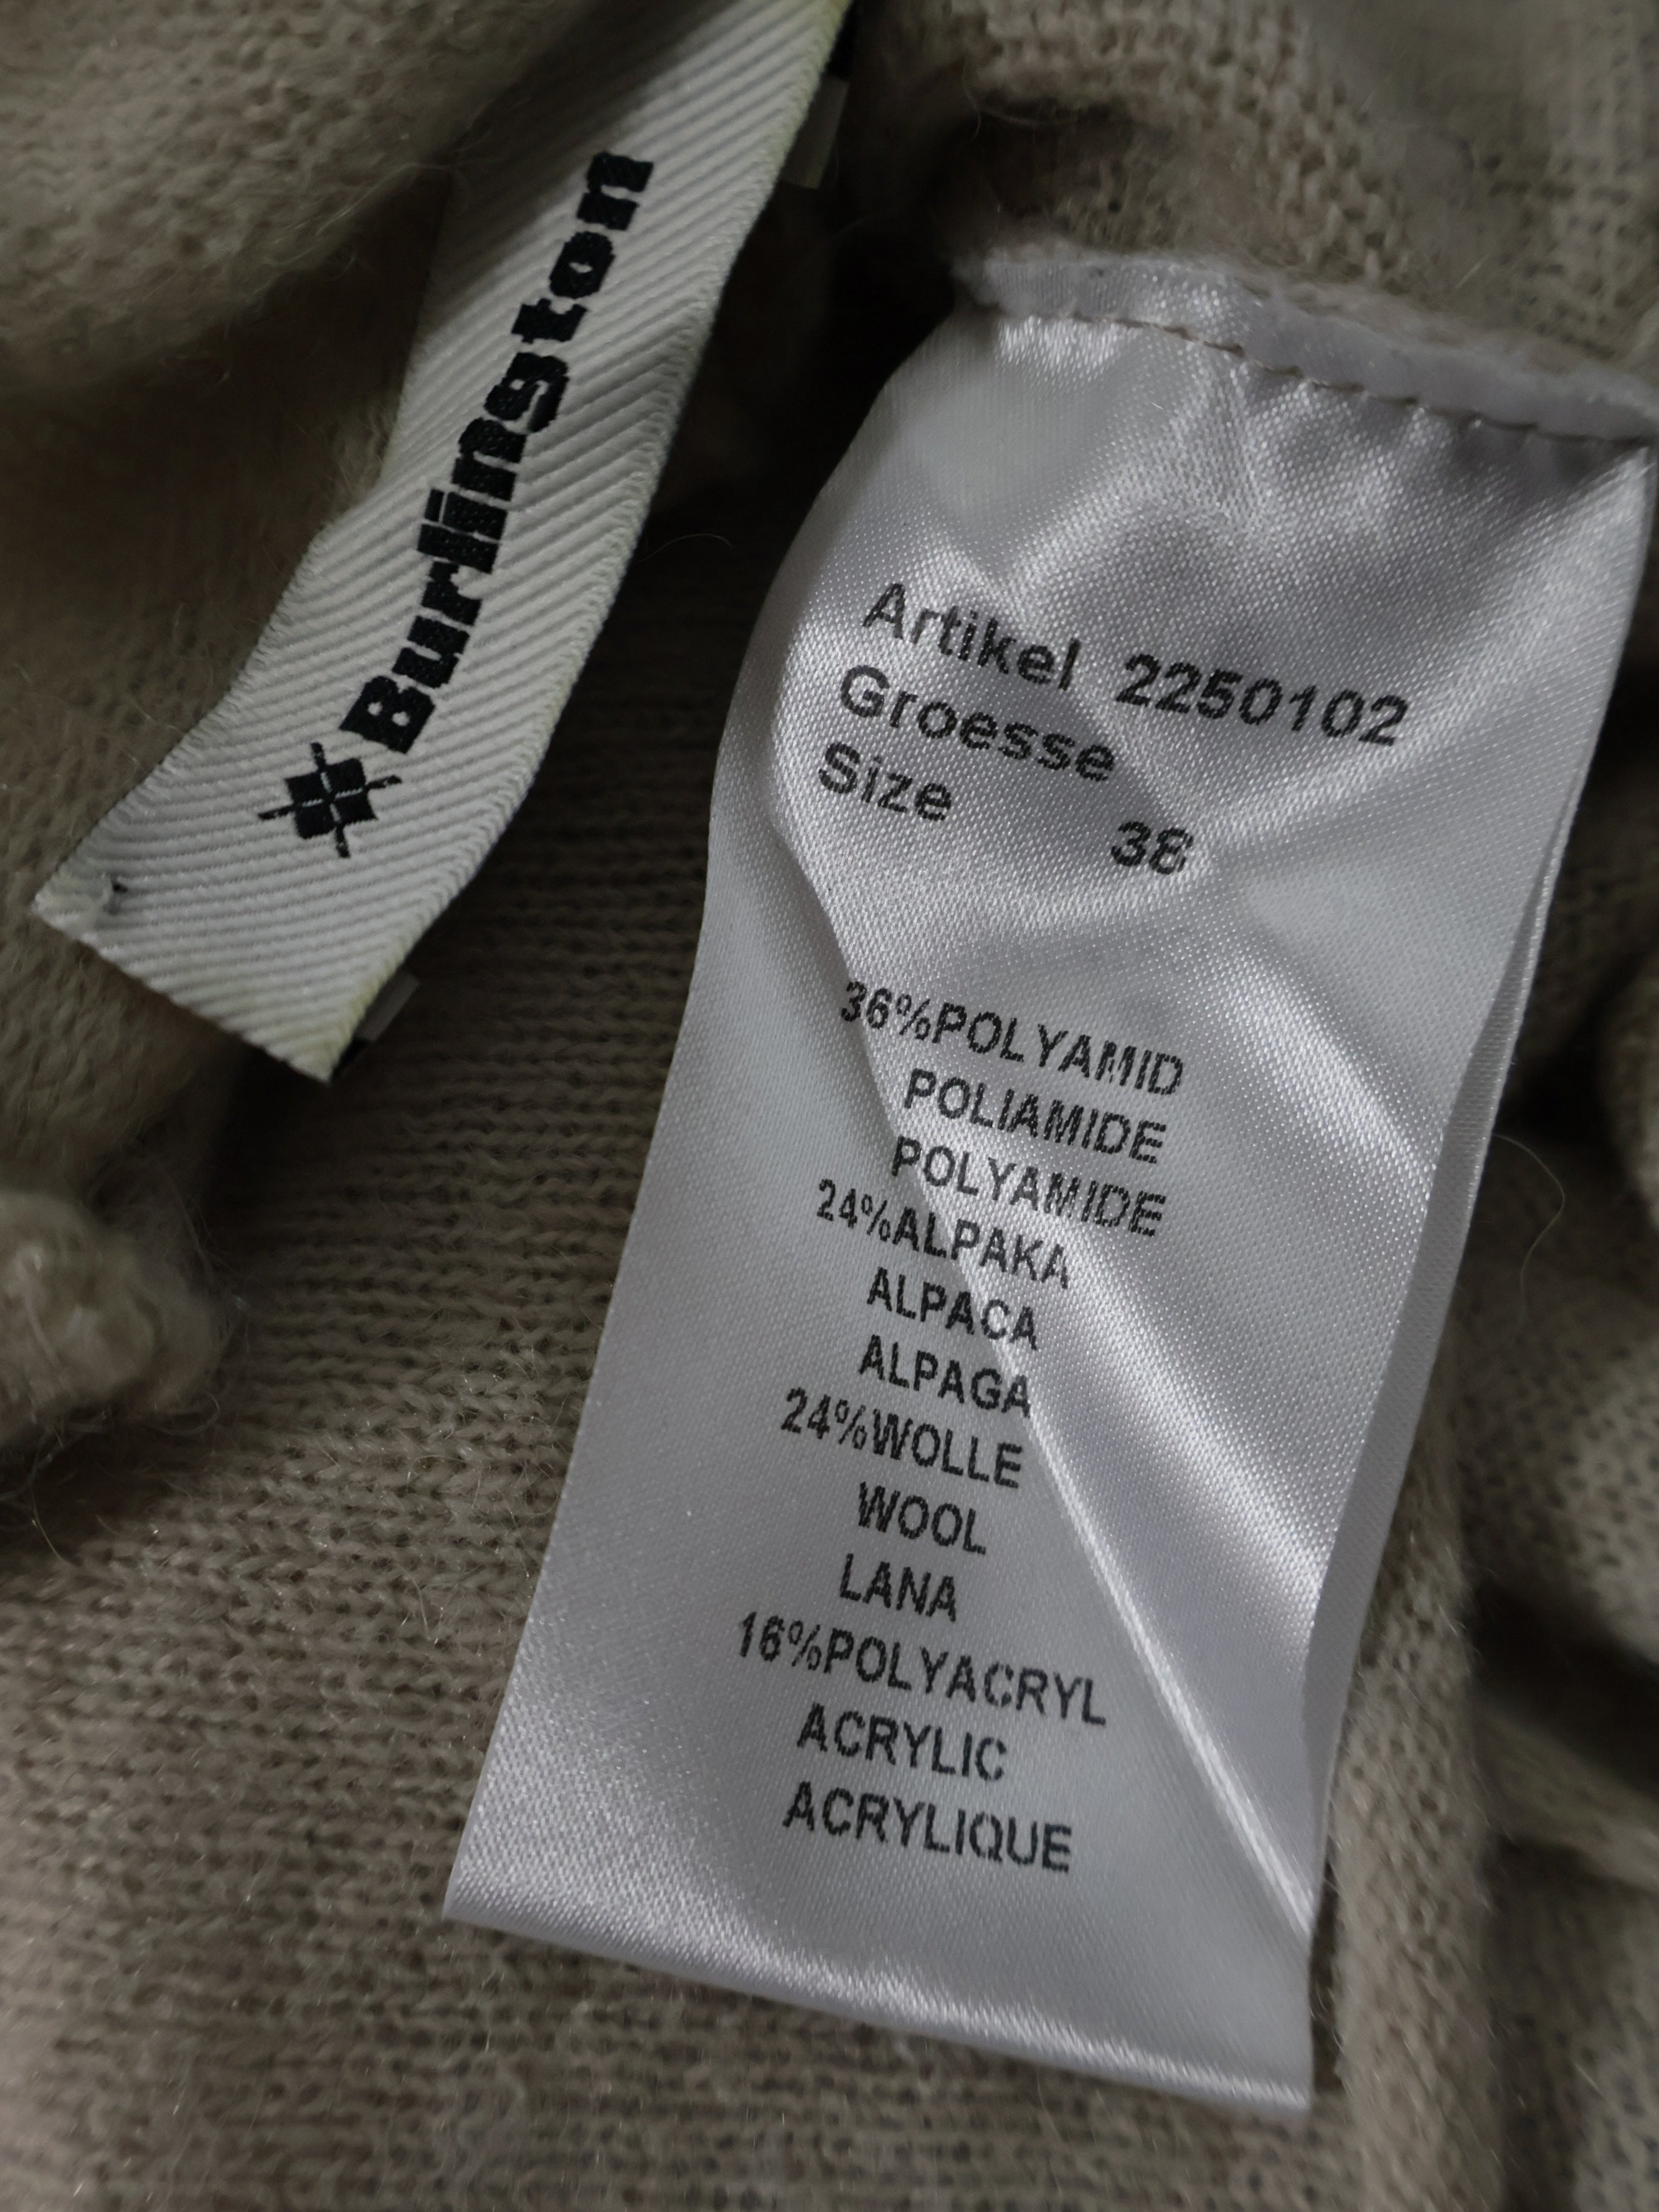 Burlington
Artikel 2250102
Groesse
Size 38
36%POLYAMID
POLIAMIDE
POLYAMIDE
24%ALPAKA
ALPACA
ALPAGA
24%WOLLE
WOOL
LANA
16%POLYACRYL
ACRYLIC
ACRYLIQUE